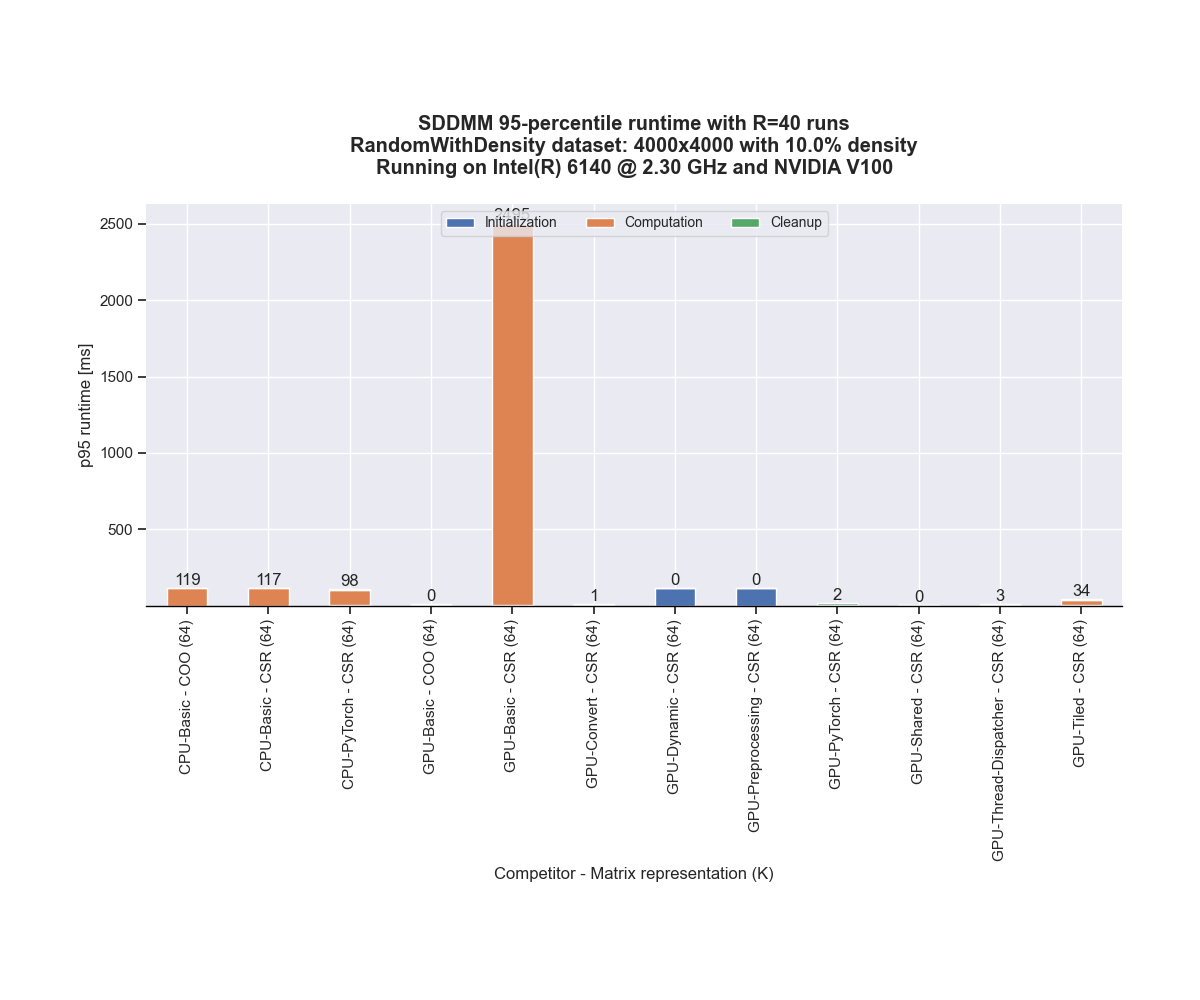 SDDMM 95-percentile runtime with R=40 runs
RandomWithDensity dataset: 4000x4000 with 10.0% density
Running on Intel(R) 6140 @ 2.30 GHz and NVIDIA V100
Initialization Computation Cleanup
p95 runtime [ms]
2500
2000
1500
1000
500
119
117
98
0
1
0
0
2
0
3
34
CPU-Basic - COO (64)
CPU-Basic - CSR (64)
CPU-PyTorch - CSR (64)
GPU-Basic - COO (64)
GPU-Basic - CSR (64)
GPU-Convert - CSR (64)
GPU-Dynamic - CSR (64)
GPU-Preprocessing - CSR (64)
GPU-PyTorch - CSR (64)
GPU-Shared - CSR (64)
GPU-Thread-Dispatcher - CSR (64)
GPU-Tiled - CSR (64)
Competitor - Matrix representation (K)